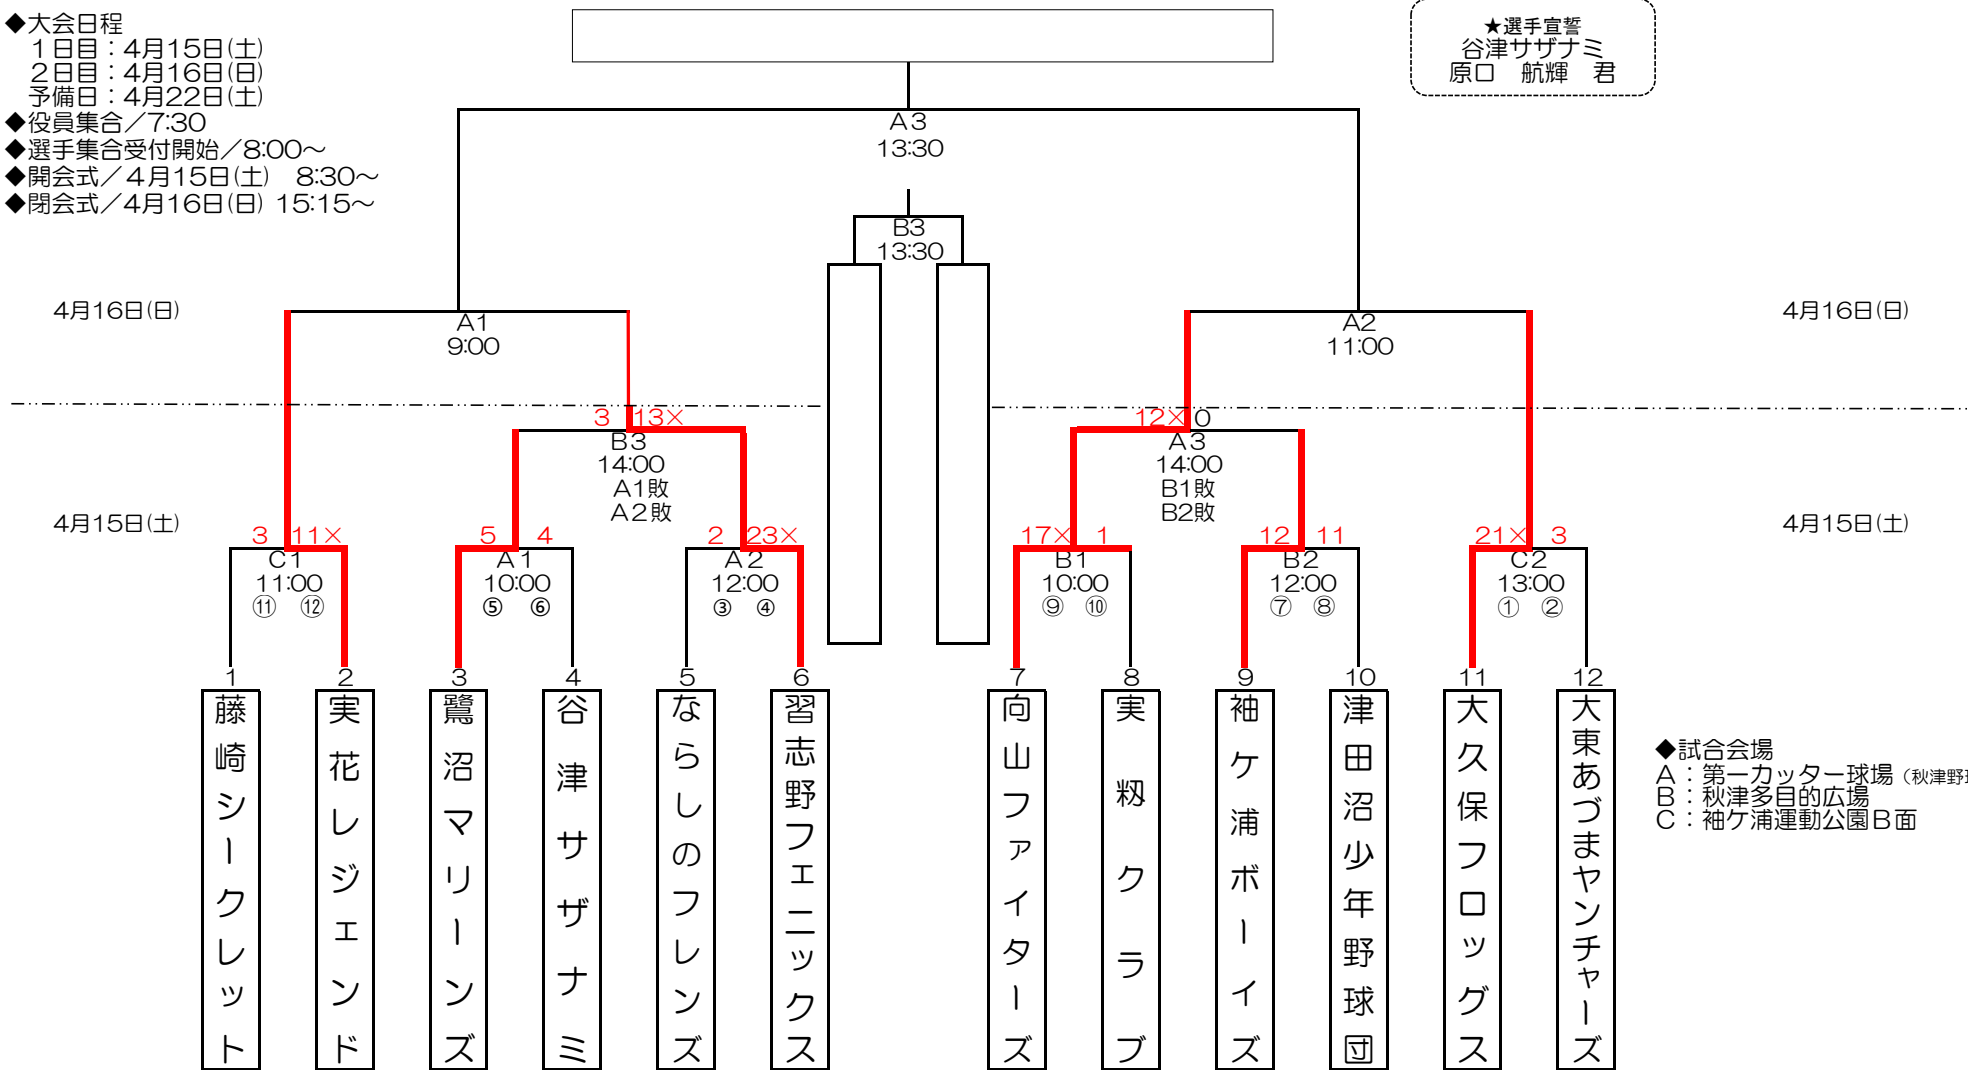 ◆大会日程
1日目：4月15日(土)
2日目：4月16日(日)
予備日：4月22日(土)
◆役員集合／7:30
◆選手集合受付開始／8:00～
◆開会式／4月15日(土)　8:30～
◆閉会式／4月16日(日) 15:15～
★選手宣誓
谷津サザナミ
原口　航輝　君
A3
13:30
B3
13:30
4月16日(日)
A1
9:00
A2
11:00
4月16日(日)
3 13×
B3
14:00
A1敗
A2敗
12× 0
A3
14:00
B1敗
B2敗
4月15日(土)
4月15日(土)
3 11×
C1
11:00
⑪ ⑫
5 4
A1
10:00
⑤ ⑥
2 23×
A2
12:00
③ ④
17× 1
B1
10:00
⑨ ⑩
12 11
B2
12:00
⑦ ⑧
21× 3
C2
13:00
① ②
1
藤崎シークレット
2
実花レジェンド
3
鷺沼マリーンズ
4
谷津サザナミ
5
ならしのフレンズ
6
習志野フェニックス
7
向山ファイターズ
8
実籾クラブ
9
袖ケ浦ボーイズ
10
津田沼少年野球団
11
大久保フロッグス
12
大東あづまヤンチャーズ
◆試合会場
A：第一カッター球場（秋津野球
B：秋津多目的広場
C：袖ケ浦運動公園B面